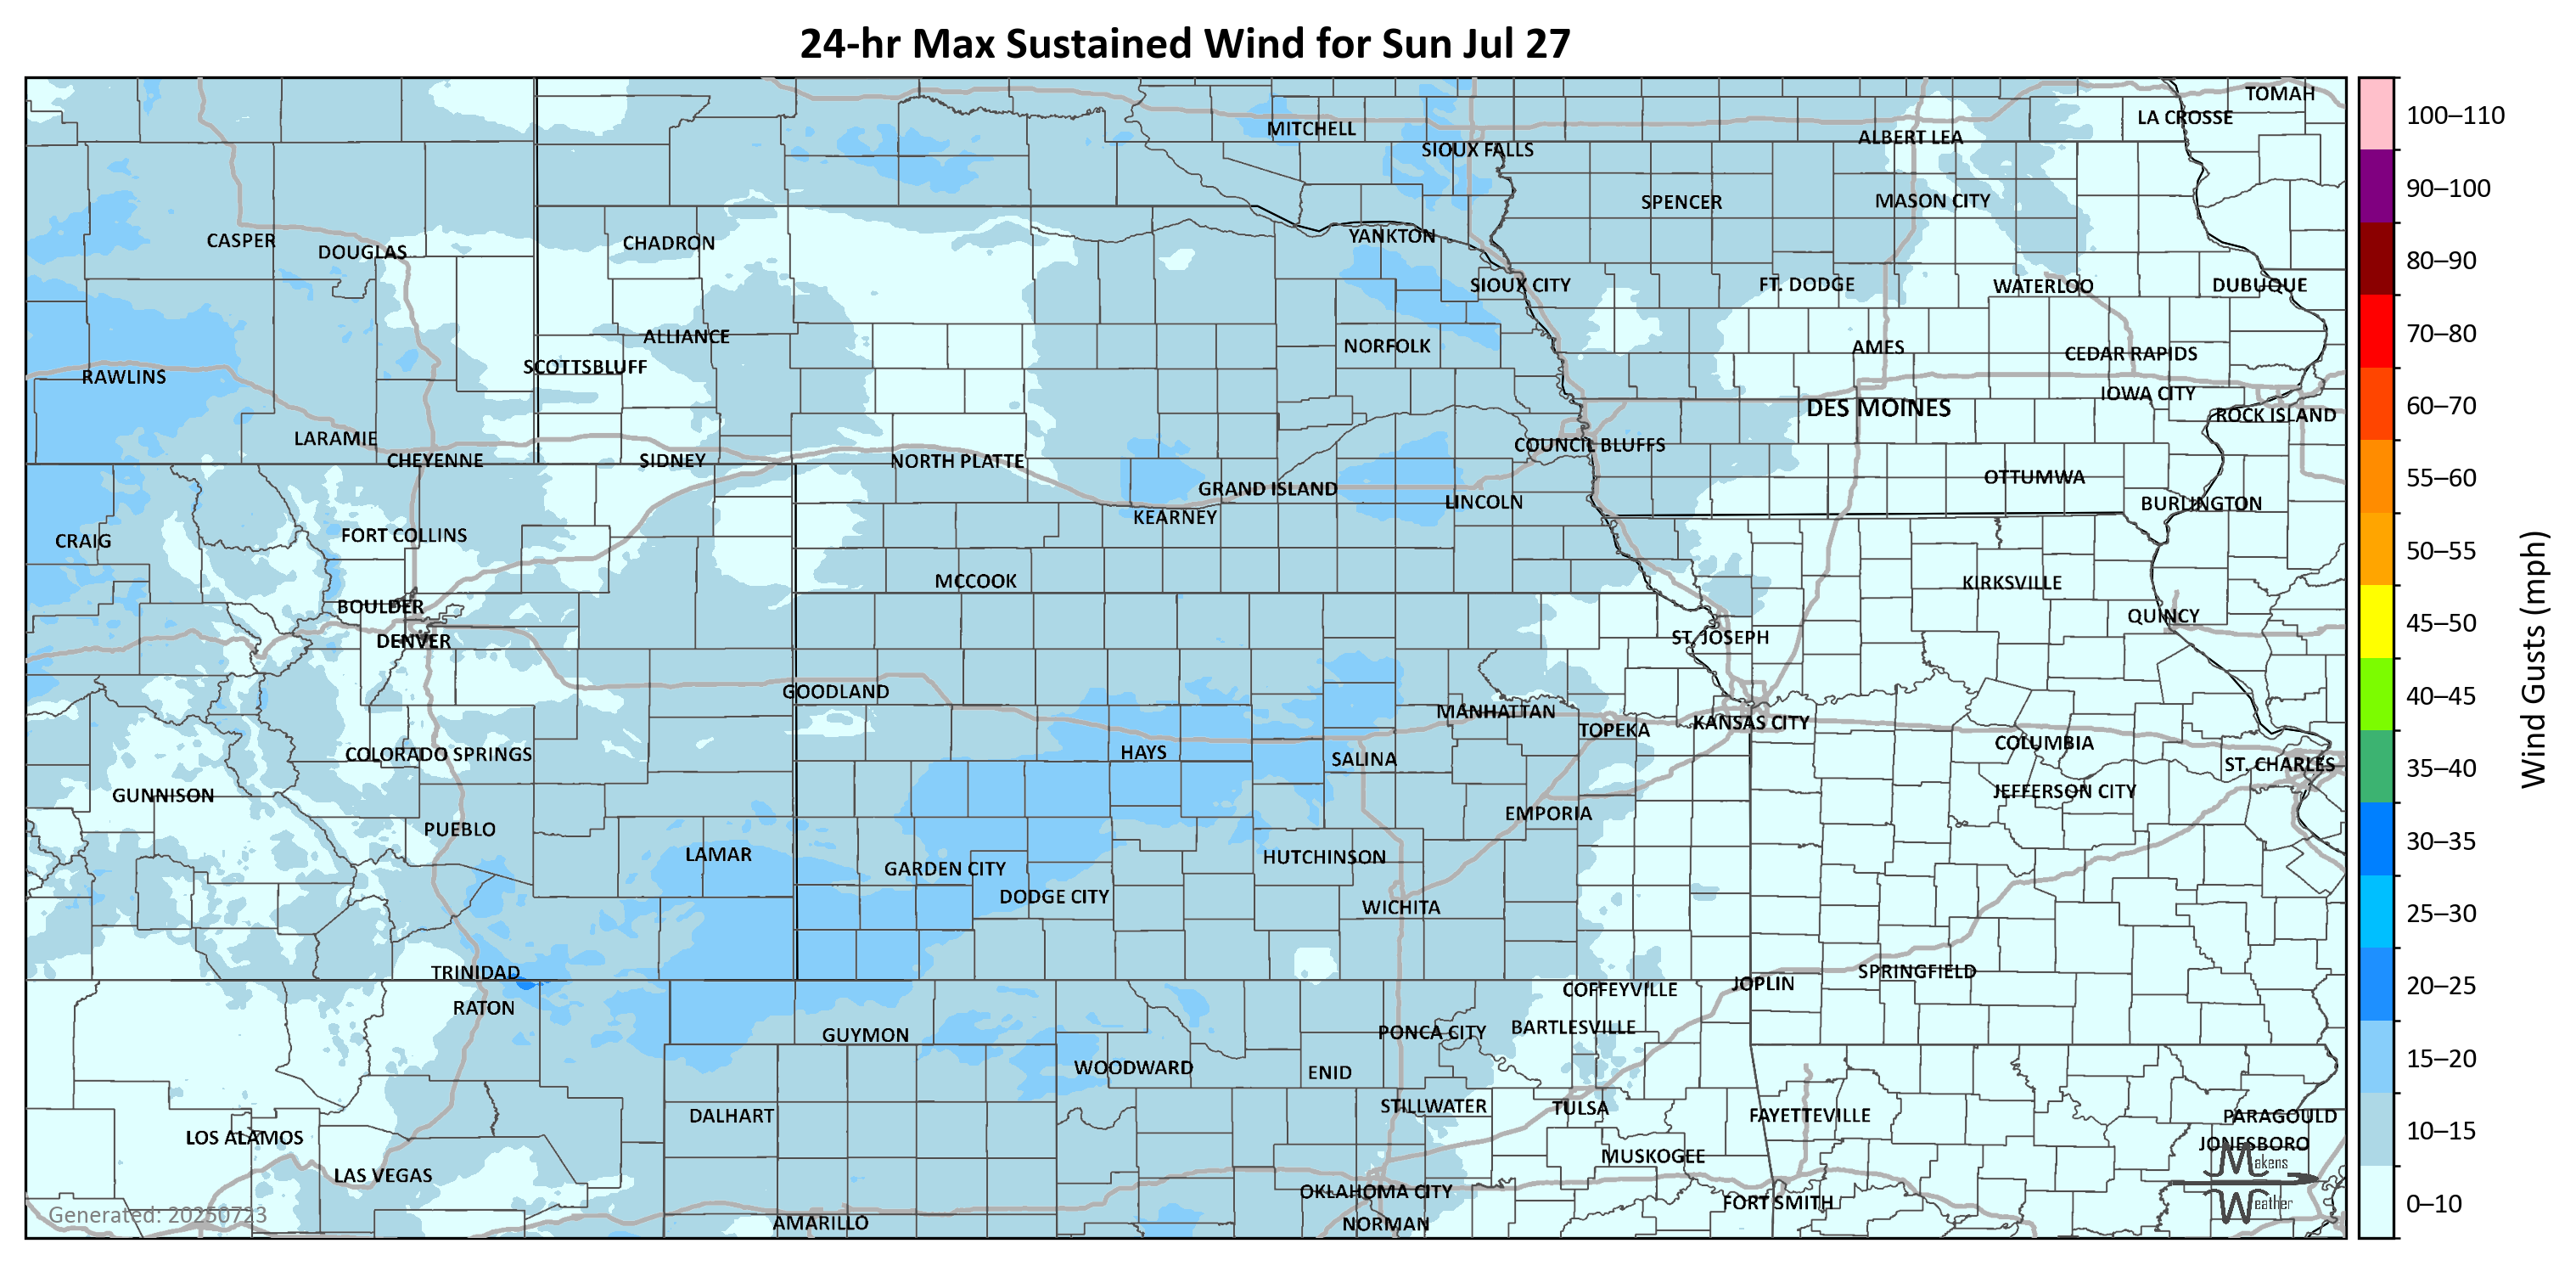 24-hr Max Sustained Wind for Sun Jul 27
TOMAH
LA CROSSE
MITCHELL
ALBERT LEA
SIOUX FALLS
SPENCER
MASON CITY
CASPER
DOUGLAS
CHADRON
YANKTON
SIOUX CITY
FT. DODGE
WATERLOO
DUBUQUE
ALLIANCE
NORFOLK
AMES
CEDAR RAPIDS
SCOTTSBLUFF
RAWLINS
IOWA CITY
DES MOINES
ROCK ISLAND
LARAMIE
COUNCIL BLUFFS
CHEYENNE
SIDNEY
NORTH PLATTE
OTTUMWA
GRAND ISLAND
LINCOLN
BURLINGTON
KEARNEY
CRAIG
FORT COLLINS
MCCOOK
KIRKSVILLE
BOULDER
QUINCY
DENVER
ST. JOSEPH
GOODLAND
MANHATTAN
TOPEKA
KANSAS CITY
COLUMBIA
COLORADO SPRINGS
HAYS
SALINA
ST. CHARLES
GUNNISON
JEFFERSON CITY
EMPORIA
PUEBLO
LAMAR
HUTCHINSON
GARDEN CITY
DODGE CITY
WICHITA
TRINIDAD
SPRINGFIELD
JOPLIN
COFFEYVILLE
RATON
GUYMON
PONCA CITY
BARTLESVILLE
WOODWARD
ENID
STILLWATER
TULSA
DALHART
FAYETTEVILLE
PARAGOULD
LOS ALAMOS
JONESBORO
MUSKOGEE
LAS VEGAS
OKLAHOMA CITY
FORT SMITH
AMARILLO
NORMAN
Generated: 20250723
Makens
Weather
100–110
90–100
80–90
70–80
60–70
55–60
50–55
45–50
40–45
35–40
30–35
25–30
20–25
15–20
10–15
0–10
Wind Gusts (mph)